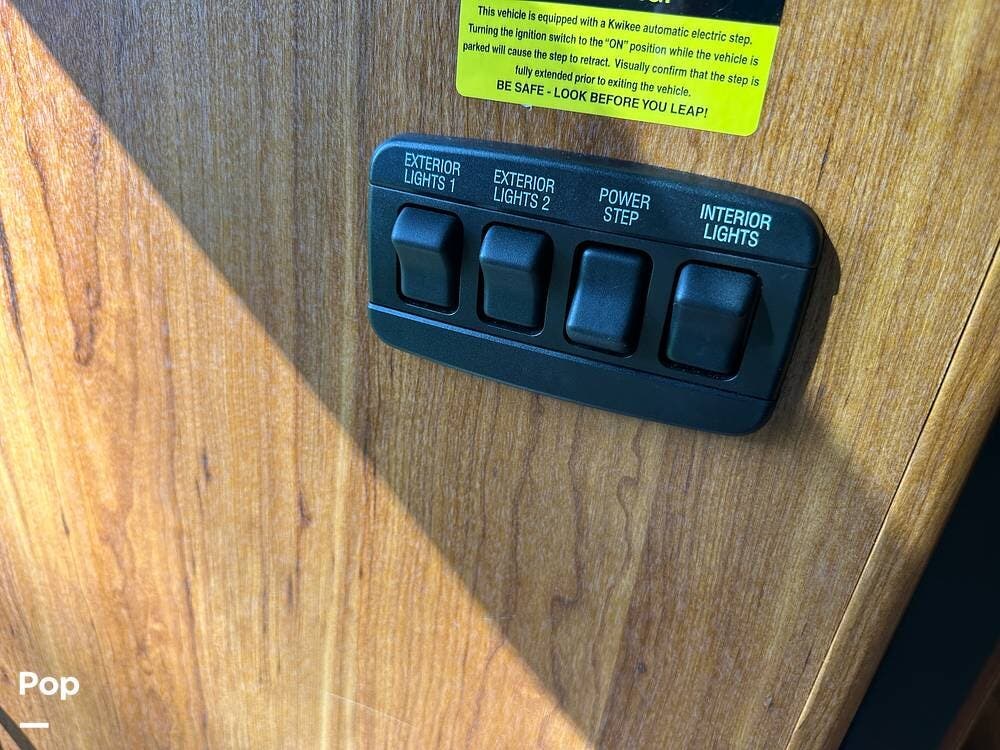 This vehicle is equipped with a Kwikee automatic electric step.
Turning the ignition switch to the "ON" position while the vehicle is
parked will cause the step to retract. Visually confirm that the step is
fully extended prior to exiting the vehicle.
BE SAFE - LOOK BEFORE YOU LEAP!
EXTERIOR
LIGHTS 1
EXTERIOR
LIGHTS 2
POWER
STEP
INTERIOR
LIGHTS
Pop